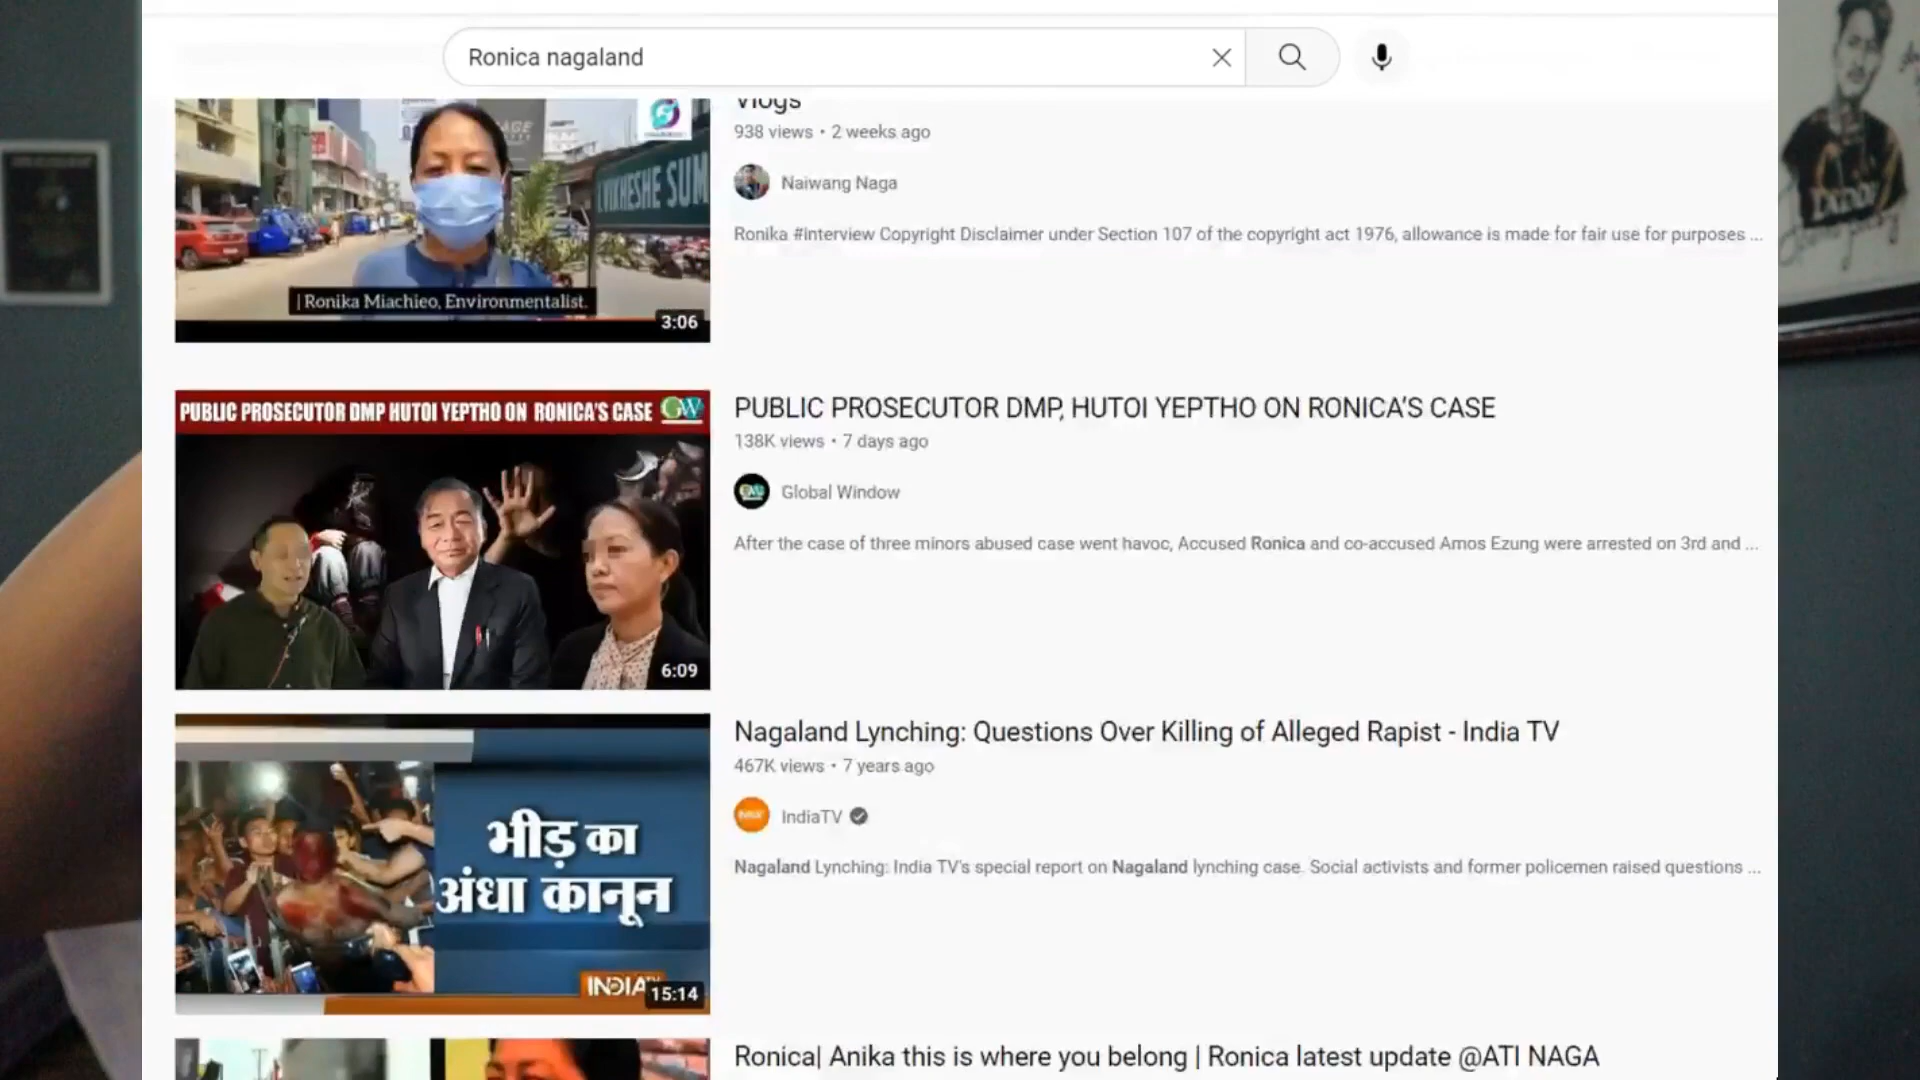 Ronica nagaland
Vlogs
938 views • 2 weeks ago
Naiwang Naga
Ronika #interview Copyright Disclaimer under Section 107 of the copyright act 1976, allowance is made for fair use for purposes ...
VIKHESHE SUM
| Ronika Miachieo, Environmentalist.
3:06
PUBLIC PROSECUTOR DMP HUTOI YEPTHO ON RONICA'S CASE
GW
6:09
PUBLIC PROSECUTOR DMP, HUTOI YEPTHO ON RONICA'S CASE
138K views • 7 days ago
Global Window
After the case of three minors abused case went havoc, Accused Ronica and co-accused Amos Ezung were arrested on 3rd and ...
भीड़ का
अंधा कानून
INDIA
15:14
Nagaland Lynching: Questions Over Killing of Alleged Rapist - India TV
467K views • 7 years ago
IndiaTV
Nagaland Lynching: India TV's special report on Nagaland lynching case. Social activists and former policemen raised questions ...
Ronica| Anika this is where you belong | Ronica latest update @ATI NAGA